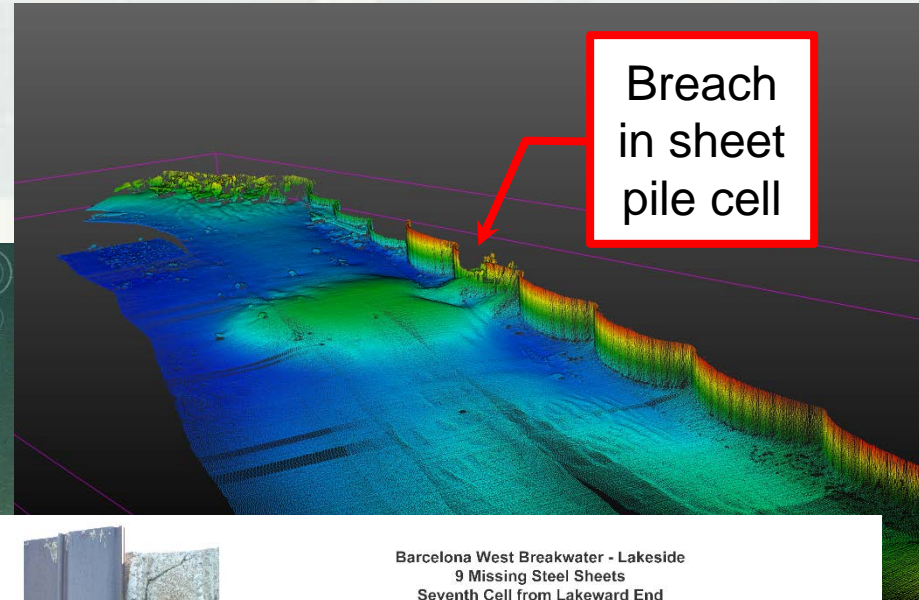 Breach
in sheet
pile cell
Barcelona West Breakwater - Lakeside
9 Missing Steel Sheets
Seventh Cell from Lakeward End